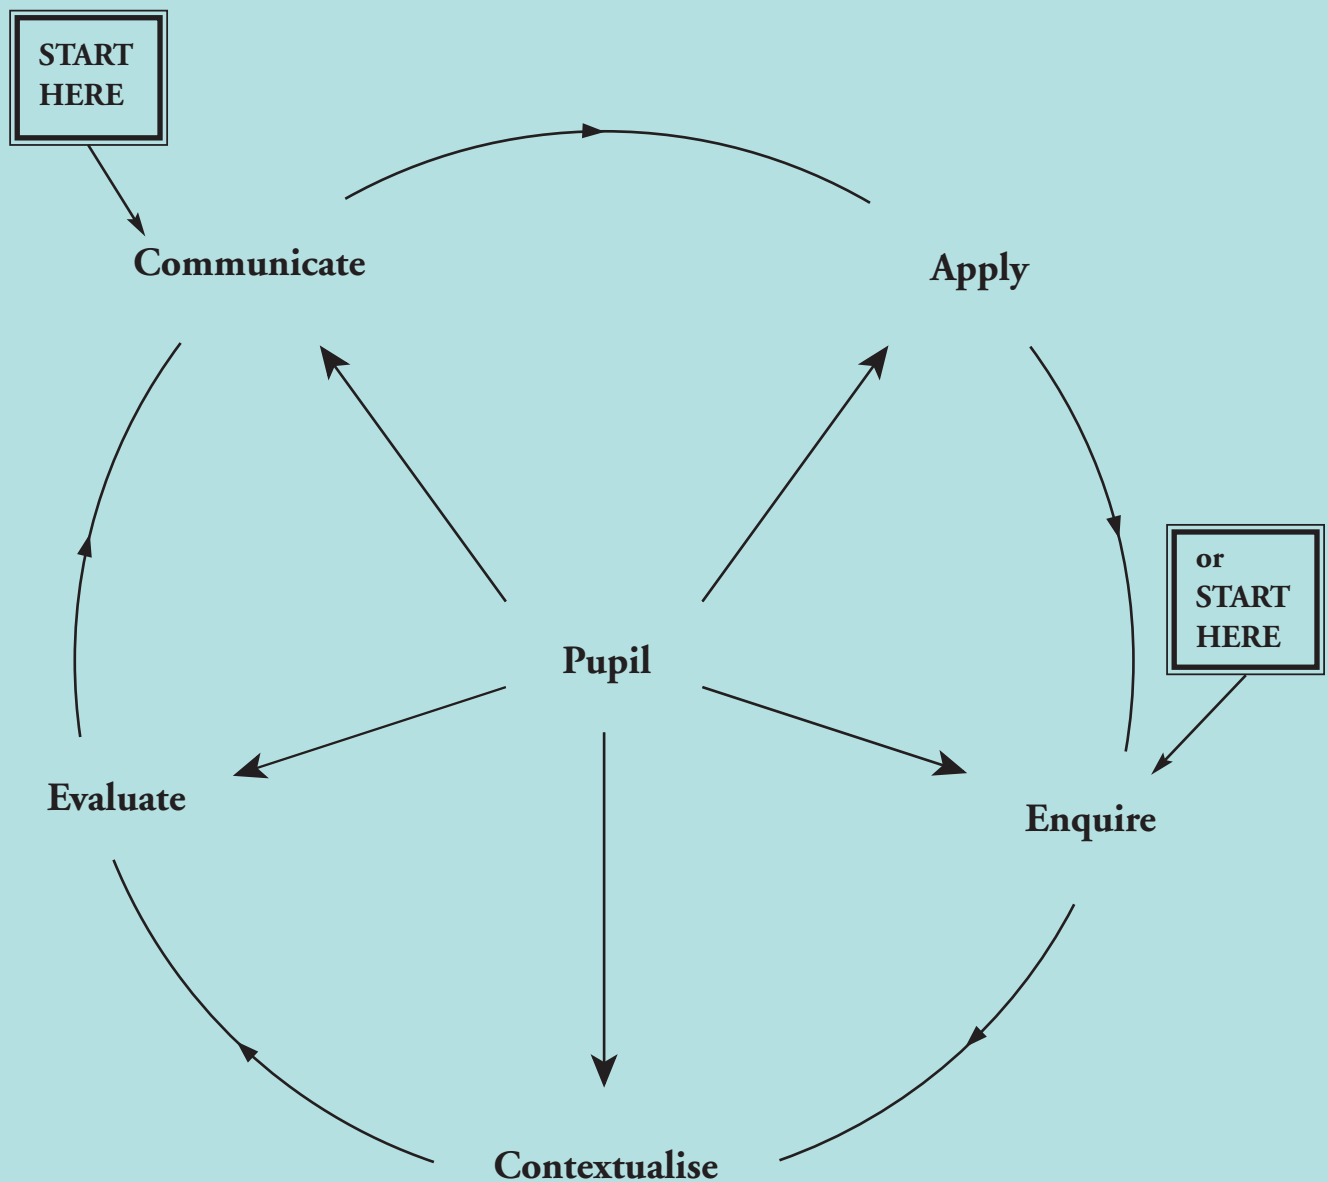 START
HERE
Communicate
Apply
or
START
HERE
Pupil
Evaluate
Enquire
Contextualise